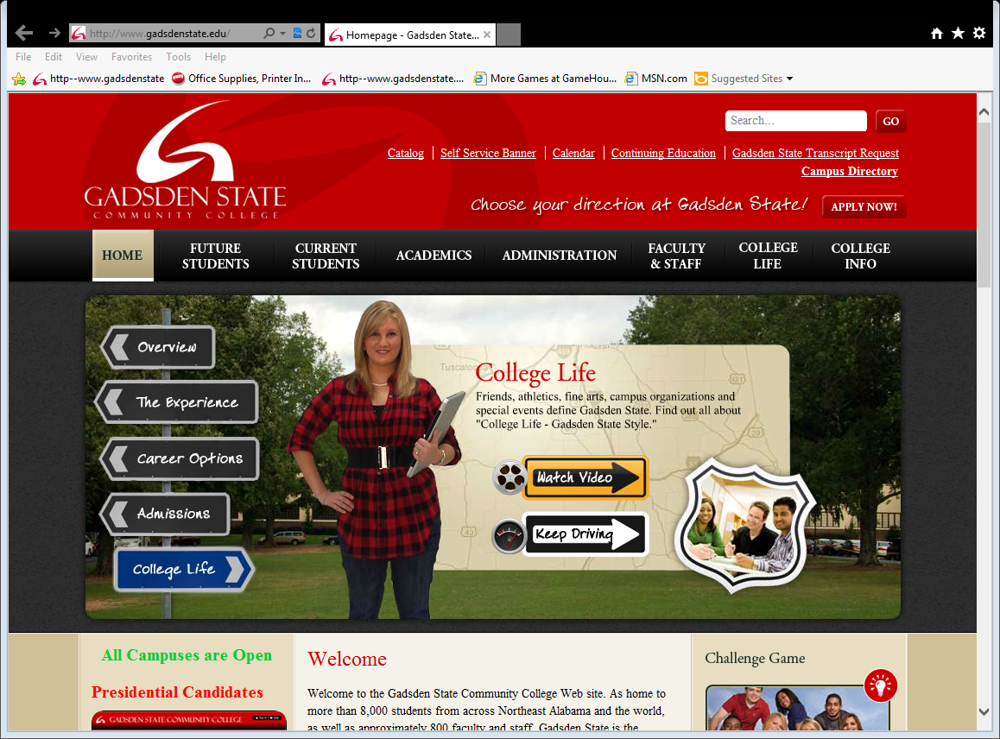 http://www.gadsdenstate.edu/
Homepage - Gadsden State...
File Edit View Favorites Tools Help
http--www.gadsdenstate
Office Supplies, Printer In...
http--www.gadsdenstate....
More Games at GameHou...
MSN.com
Suggested Sites
GADSDEN STATE
COMMUNITY COLLEGE
Search...
GO
Catalog
Self Service Banner
Calendar
Continuing Education
Gadsden State Transcript Request
Campus Directory
Choose your direction at Gadsden State!
APPLY NOW!
HOME
FUTURE
STUDENTS
CURRENT
STUDENTS
ACADEMICS
ADMINISTRATION
FACULTY
& STAFF
COLLEGE
LIFE
COLLEGE
INFO
Overview
The Experience
Career Options
Admissions
College Life
College Life
Friends, athletics, fine arts, campus organizations and
special events define Gadsden State. Find out all about
"College Life - Gadsden State Style."
Watch Video
Keep Driving
All Campuses are Open
Presidential Candidates
GADSDEN STATE COMMUNITY COLLEGE
Welcome
Welcome to the Gadsden State Community College Web site. As home to
more than 8,000 students from across Northeast Alabama and the world,
as well as approximately 800 faculty and staff, Gadsden State is the
Challenge Game